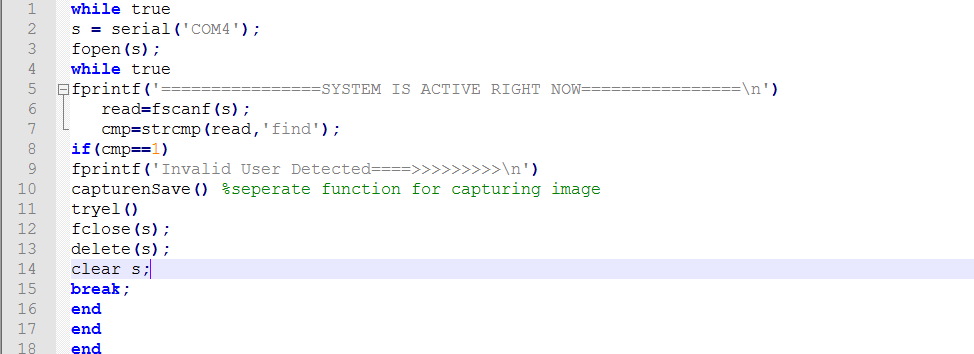 1 while true
2 s = serial('COM4');
3 fopen(s);
4 while true
5 fprintf('================SYSTEM IS ACTIVE RIGHT NOW================\n')
6 read=fscanf(s);
7 cmp=strcmp(read,'find');
8 if(cmp==1)
9 fprintf('Invalid User Detected====>>>>>>>>>\n')
10 capturenSave() %seperate function for capturing image
11 tryel()
12 fclose(s);
13 delete(s);
14 clear s;
15 break;
16 end
17 end
18 end